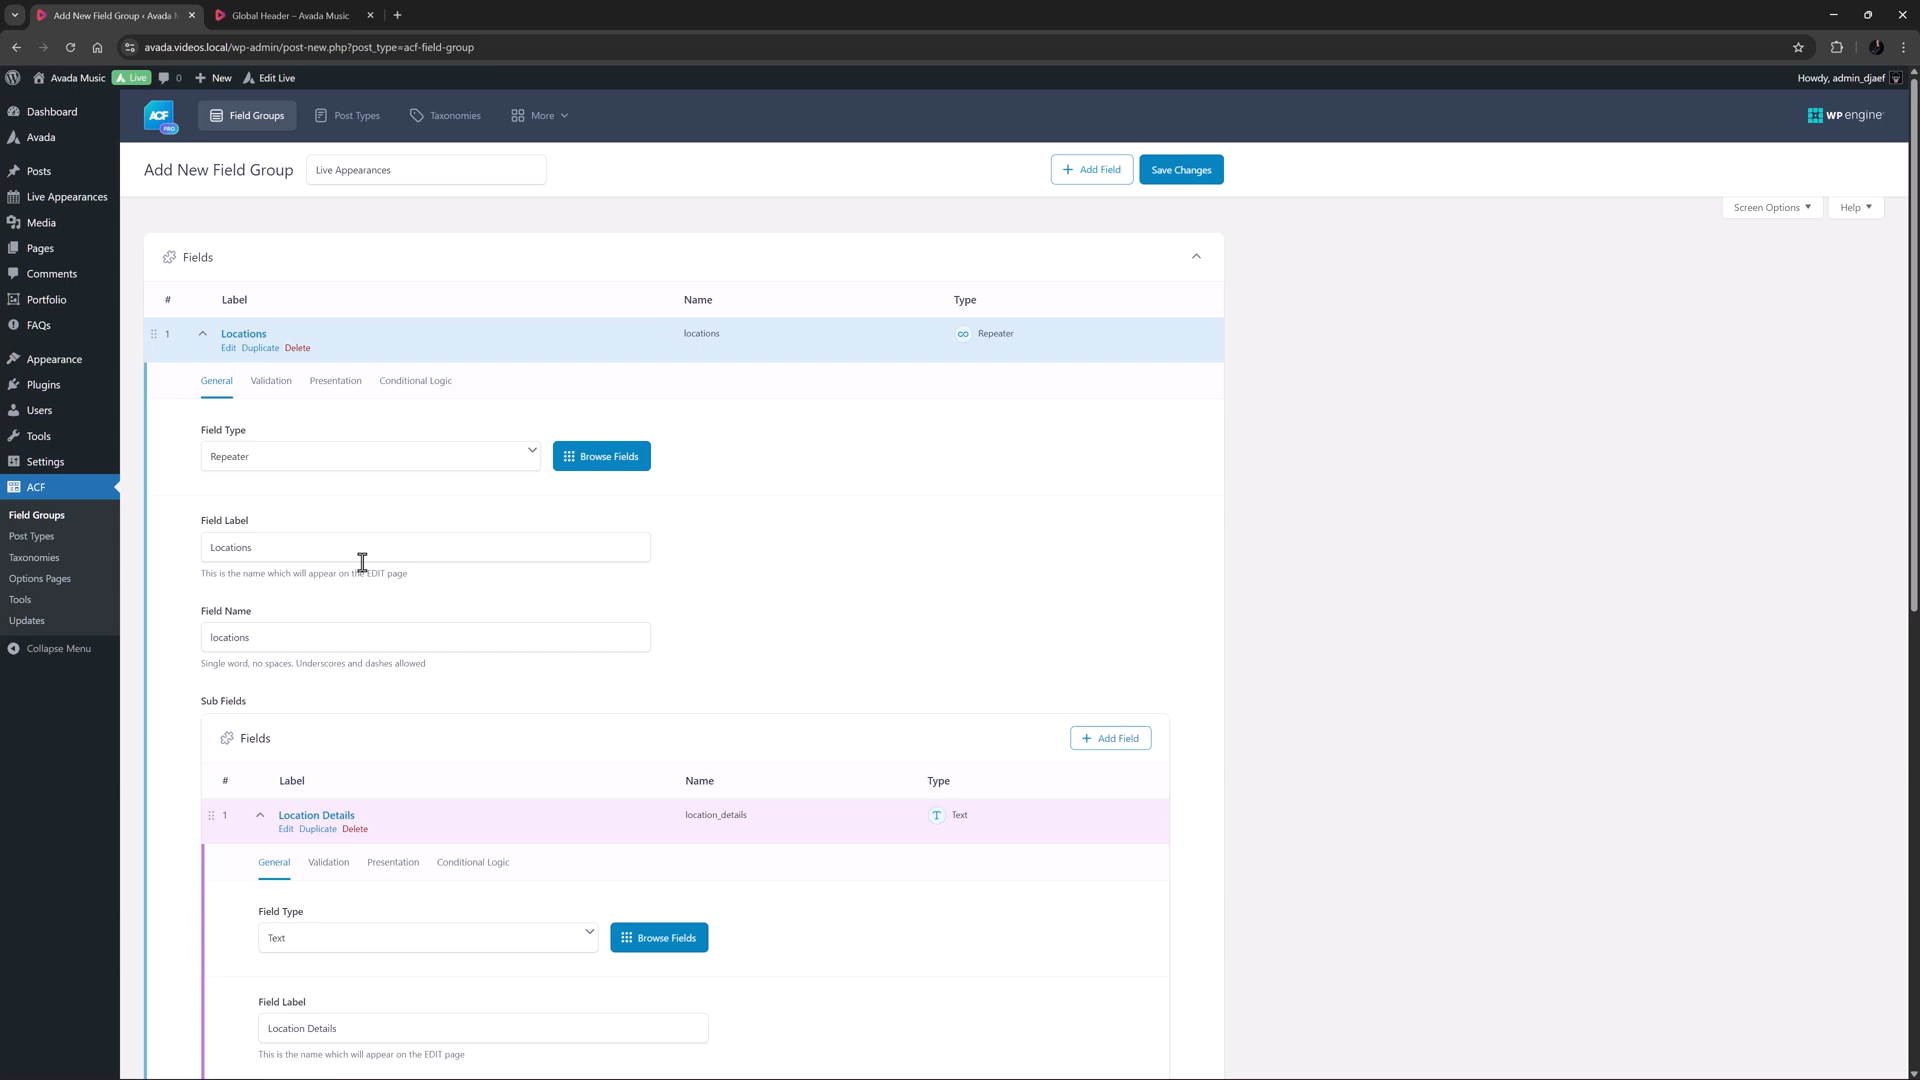 Add New Field Group ‹ Avada M
Global Header – Avada Music
avada.videos.local/wp-admin/post-new.php?post_type=acf-field-group
Avada Music
Live
0
New
Edit Live
Howdy, admin_djaef
Dashboard
Avada
Posts
Live Appearances
Media
Pages
Comments
Portfolio
FAQs
Appearance
Plugins
Users
Tools
Settings
ACF
Field Groups
Post Types
Taxonomies
Options Pages
Tools
Updates
Collapse Menu
ACF
PRO
Field Groups
Post Types
Taxonomies
More
WP engine
Add New Field Group
Live Appearances
+ Add Field
Save Changes
Screen Options
Help
Fields
# Label Name Type
1 Locations locations Repeater
Edit Duplicate Delete
General Validation Presentation Conditional Logic
Field Type
Repeater
Browse Fields
Field Label
Locations
This is the name which will appear on the EDIT page
Field Name
locations
Single word, no spaces. Underscores and dashes allowed
Sub Fields
Fields
+ Add Field
# Label Name Type
1 Location Details location_details T Text
Edit Duplicate Delete
General Validation Presentation Conditional Logic
Field Type
Text
Browse Fields
Field Label
Location Details
This is the name which will appear on the EDIT page